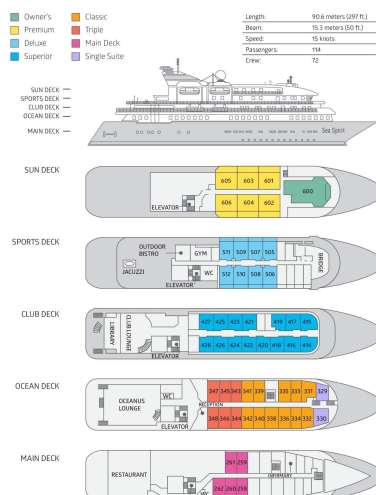 Owner's
Premium
Deluxe
Superior
Classic
Triple
Main Deck
Single Suite
Length: 90.6 meters (297 ft.)
Beam: 15.3 meters (50 ft.)
Speed: 15 knots
Passengers: 114
Crew: 72
SUN DECK
SPORTS DECK
CLUB DECK
OCEAN DECK
MAIN DECK
Sea Spirit
SUN DECK
605 603 601
600
606 604 602
ELEVATOR
SPORTS DECK
OUTDOOR
BISTRO
GYM
511 509 507 505
BRIDGE
JACUZZI
WC
512 510 508 506
ELEVATOR
CLUB DECK
LIBRARY
CLUB LOUNGE
427 425 423 421 419 417 415
428 426 424 422 420 418 416 414
ELEVATOR
OCEAN DECK
OCEANUS
LOUNGE
WC
RECEPTION
347 345 343 341 339 335 333 331 329
348 346 344 342 340 338 336 334 332 330
ELEVATOR
MAIN DECK
RESTAURANT
261 259
INFIRMARY
WC
262 260 258